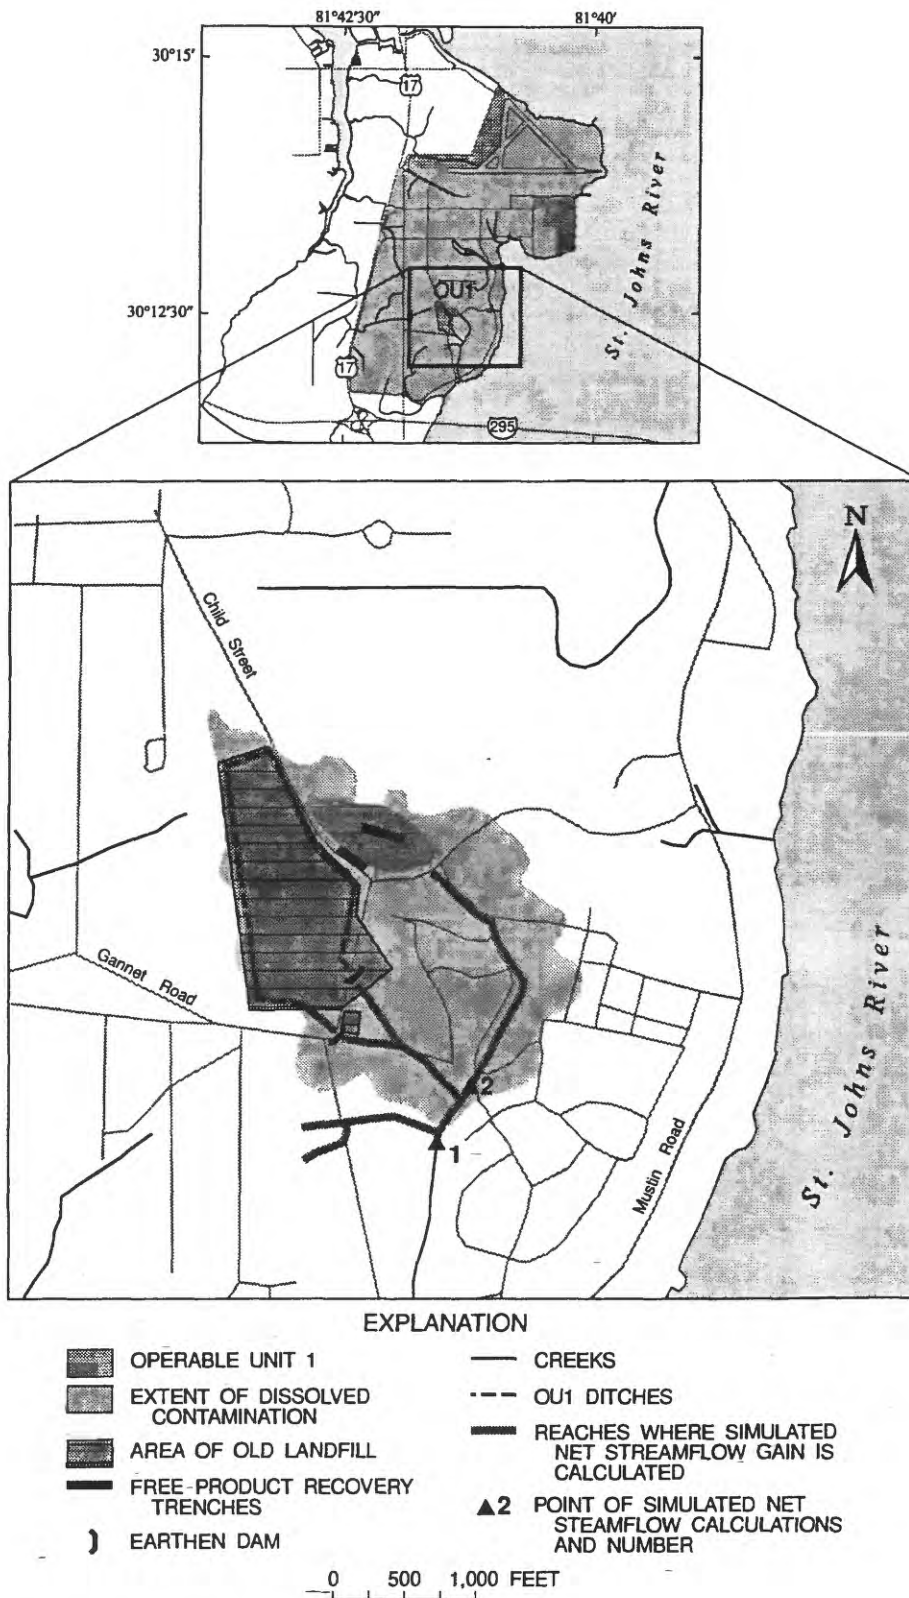 81°42'30" 81°40'
30°15'
17
St. Johns River
OU1
30°12'30"
17
295
N
Child Street
Gannet Road
2
1
Mustin Road
St. Johns River
EXPLANATION
OPERABLE UNIT 1
EXTENT OF DISSOLVED
CONTAMINATION
AREA OF OLD LANDFILL
FREE-PRODUCT RECOVERY
TRENCHES
EARTHEN DAM
CREEKS
OU1 DITCHES
REACHES WHERE SIMULATED
NET STREAMFLOW GAIN IS
CALCULATED
2 POINT OF SIMULATED NET
STEAMFLOW CALCULATIONS
AND NUMBER
0 500 1,000 FEET